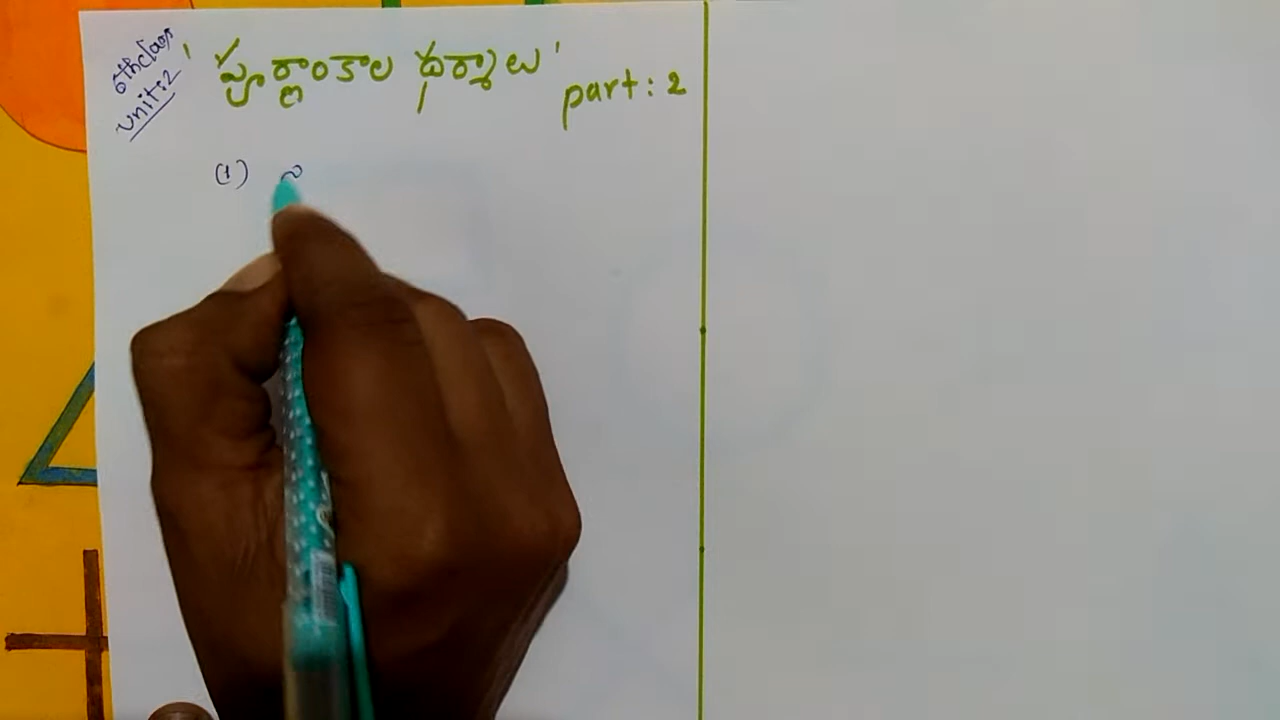 6thclass
unit:2
' పూర్ణాంకాల ధర్మాలు '
part : 2
(1)